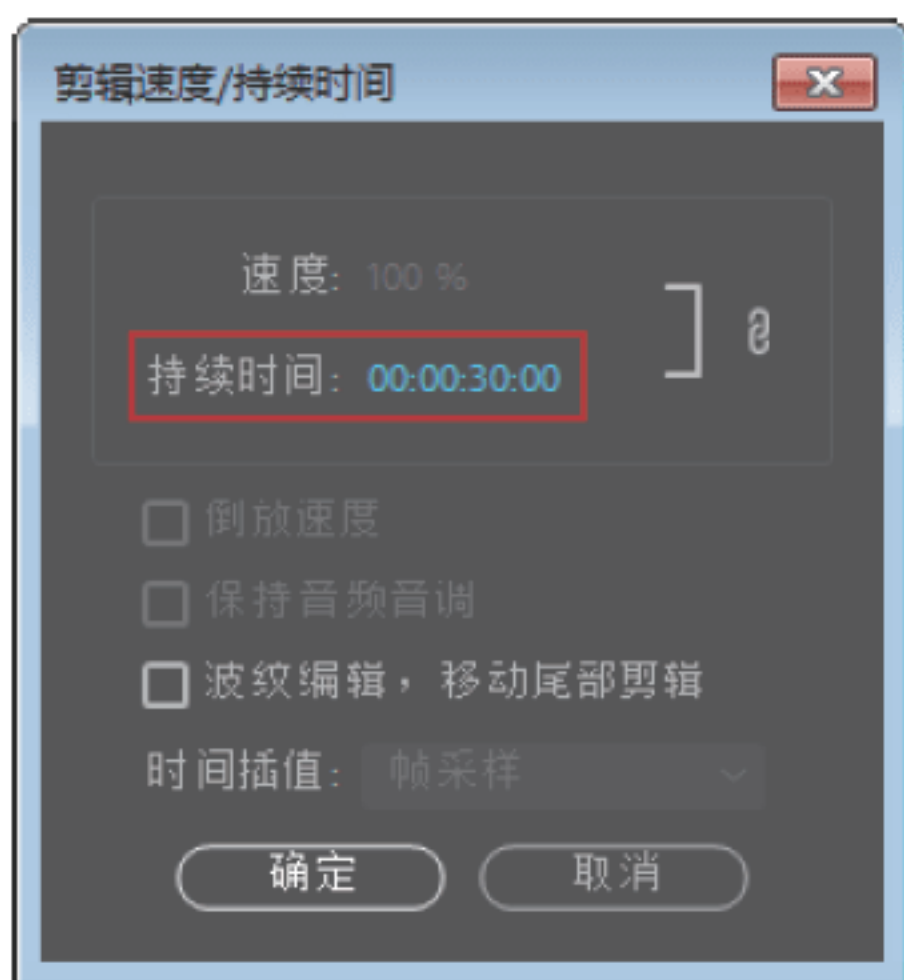 剪辑速度/持续时间
速度: 100 %
持续时间: 00:00:30:00
倒放速度
保持音频音调
波纹编辑，移动尾部剪辑
时间插值: 帧采样
确定 取消